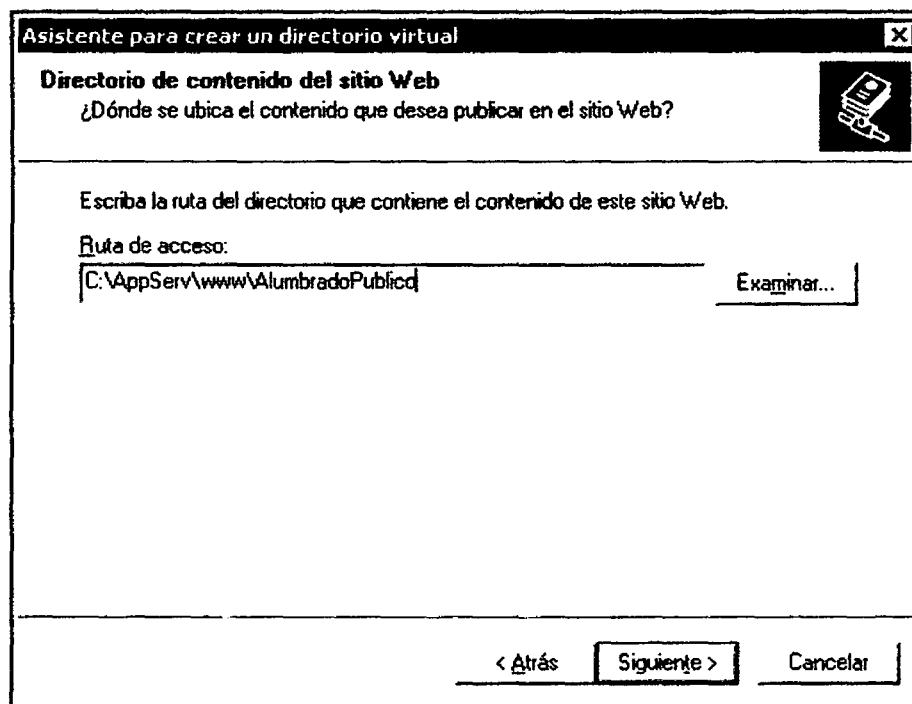 Asistente para crear un directorio virtual
Directorio de contenido del sitio Web
¿Dónde se ubica el contenido que desea publicar en el sitio Web?
Escriba la ruta del directorio que contiene el contenido de este sitio Web.
Ruta de acceso:
C:\AppServ\www\AlumbradoPublico
Examinar...
< Atrás Siguiente > Cancelar